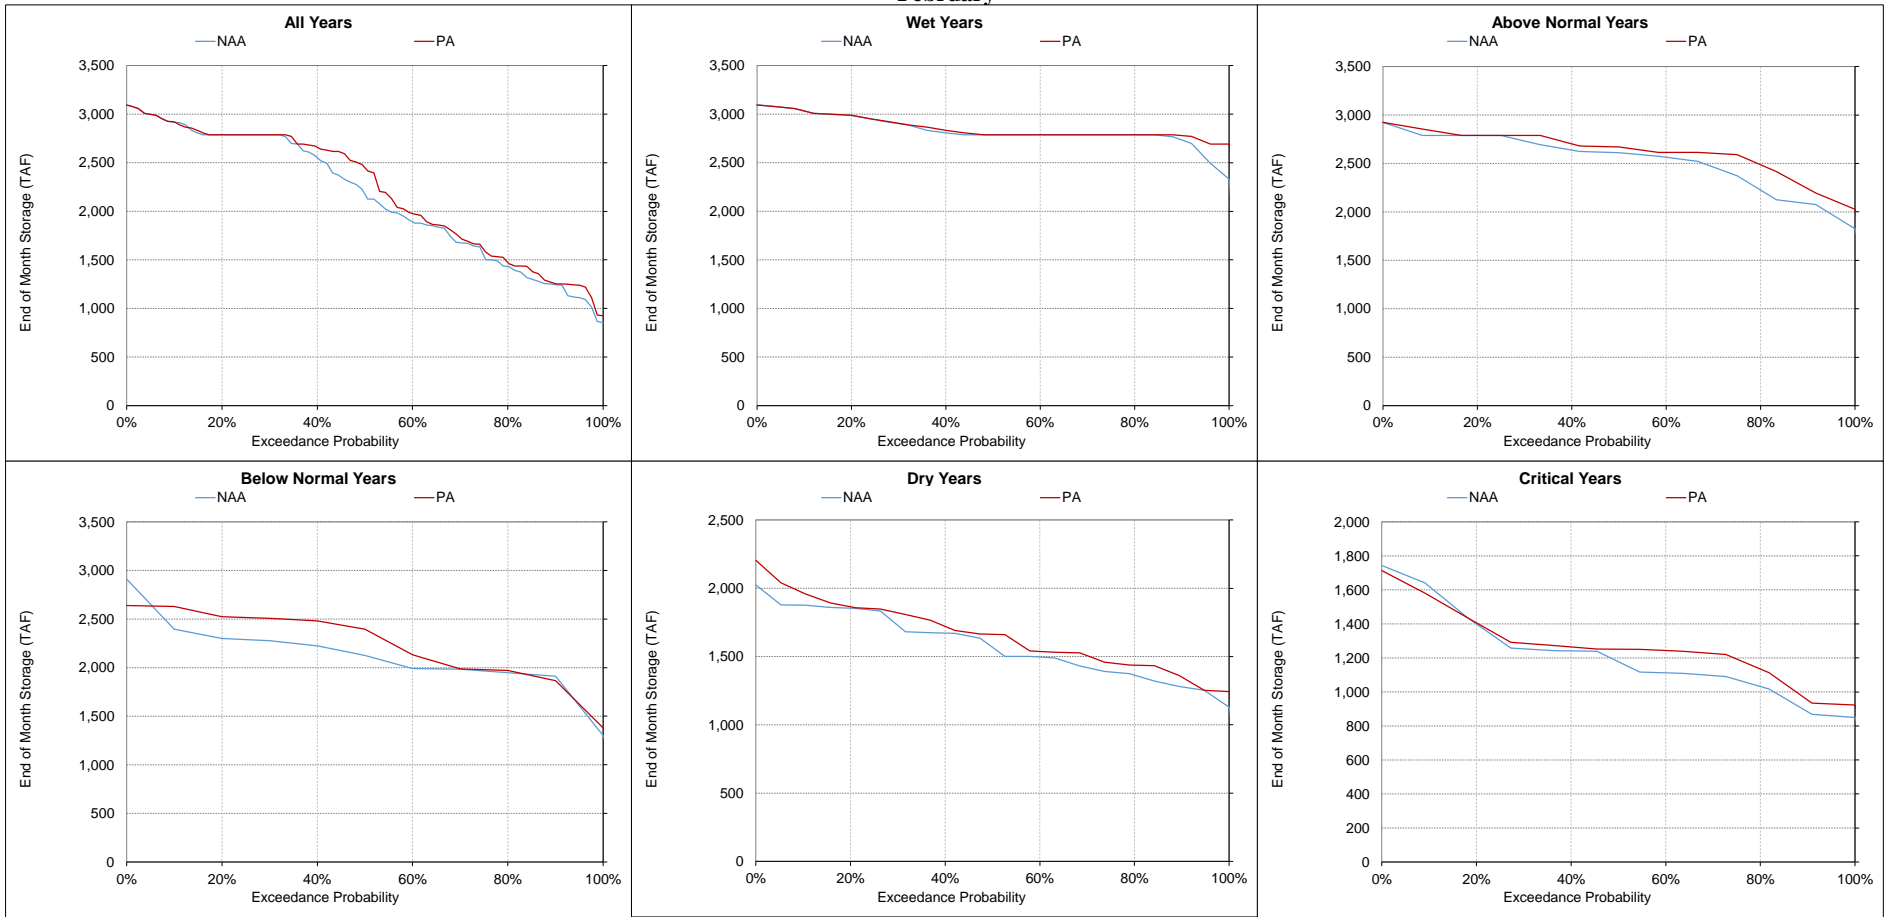 February
All Years
NAA PA
3,500
3,000
2,500
2,000
1,500
1,000
500
0
0% 20% 40% 60% 80% 100%
End of Month Storage (TAF)
Exceedance Probability
Wet Years
NAA PA
3,500
3,000
2,500
2,000
1,500
1,000
500
0
0% 20% 40% 60% 80% 100%
End of Month Storage (TAF)
Exceedance Probability
Above Normal Years
NAA PA
3,500
3,000
2,500
2,000
1,500
1,000
500
0
0% 20% 40% 60% 80% 100%
End of Month Storage (TAF)
Exceedance Probability
Below Normal Years
NAA PA
3,500
3,000
2,500
2,000
1,500
1,000
500
0
0% 20% 40% 60% 80% 100%
End of Month Storage (TAF)
Exceedance Probability
Dry Years
NAA PA
2,500
2,000
1,500
1,000
500
0
0% 20% 40% 60% 80% 100%
End of Month Storage (TAF)
Exceedance Probability
Critical Years
NAA PA
2,000
1,800
1,600
1,400
1,200
1,000
800
600
400
200
0
0% 20% 40% 60% 80% 100%
End of Month Storage (TAF)
Exceedance Probability